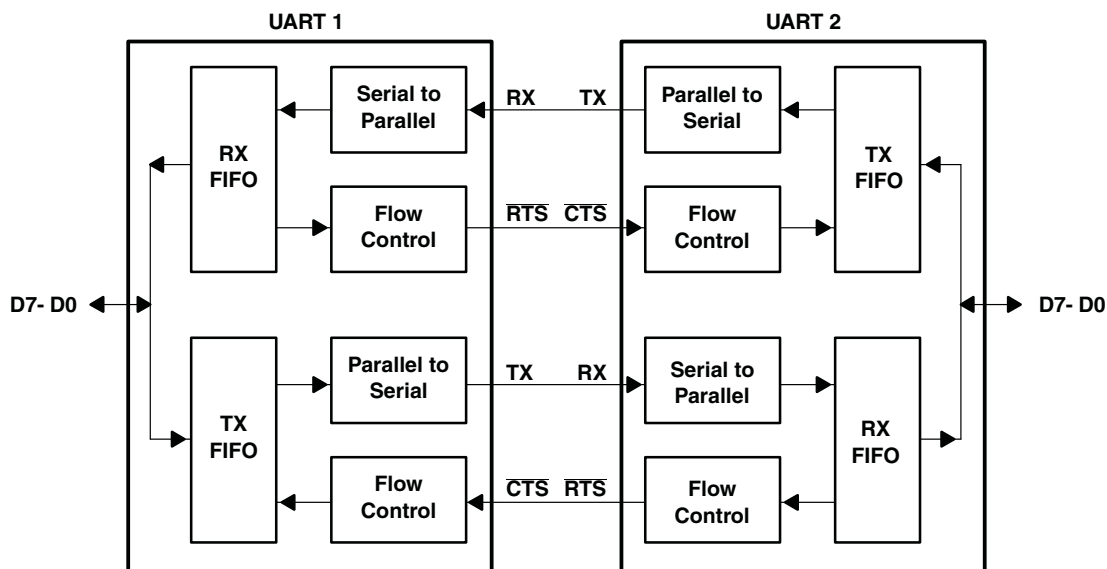 UART 1
UART 2
Serial to
Parallel
RX
TX
Parallel to
Serial
RX
FIFO
TX
FIFO
Flow
Control
RTS
CTS
Flow
Control
D7- D0
D7- D0
Parallel to
Serial
TX
RX
Serial to
Parallel
TX
FIFO
RX
FIFO
Flow
Control
CTS
RTS
Flow
Control